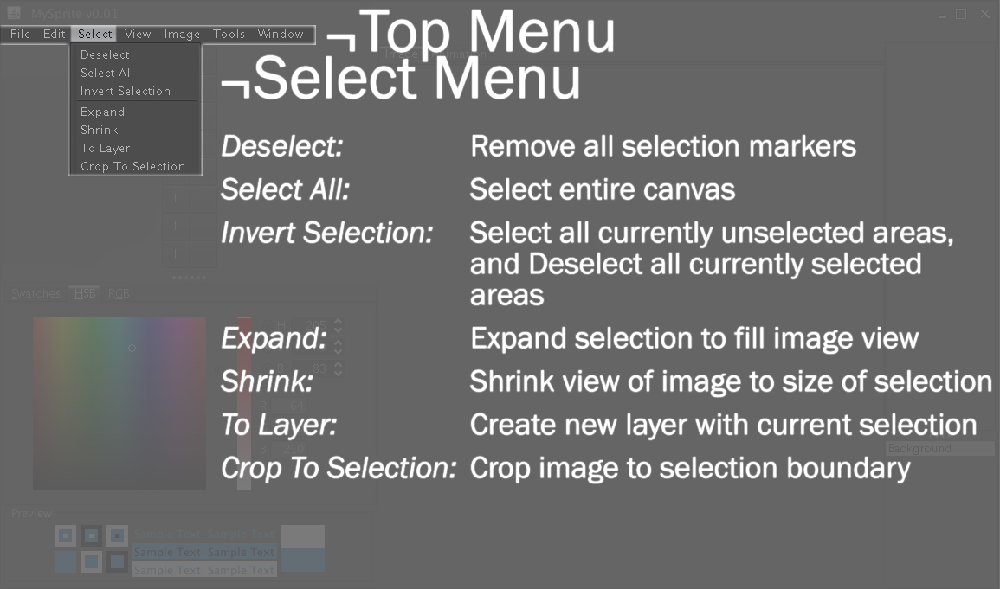 MySprite v0.01
File Edit Select View Image Tools Window
¬Top Menu
¬Select Menu
Deselect
Select All
Invert Selection
Expand
Shrink
To Layer
Crop To Selection
Deselect: Remove all selection markers
Select All: Select entire canvas
Invert Selection: Select all currently unselected areas,
and Deselect all currently selected
areas
Expand: Expand selection to fill image view
Shrink: Shrink view of image to size of selection
To Layer: Create new layer with current selection
Crop To Selection: Crop image to selection boundary
Swatches HSB RGB
H 205
83
R 64
B 210
Background
Preview
Sample Text Sample Text
Sample Text Sample Text
Sample Text Sample Text